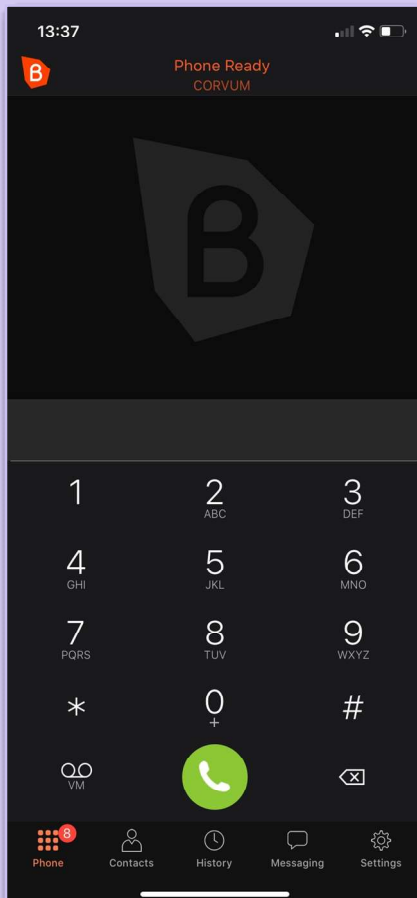 13:37
B
Phone Ready
CORVUM
B
1 2 3
ABC DEF
4 5 6
GHI JKL MNO
7 8 9
PQRS TUV WXYZ
* 0 #
+
VM
8
Phone Contacts History Messaging Settings